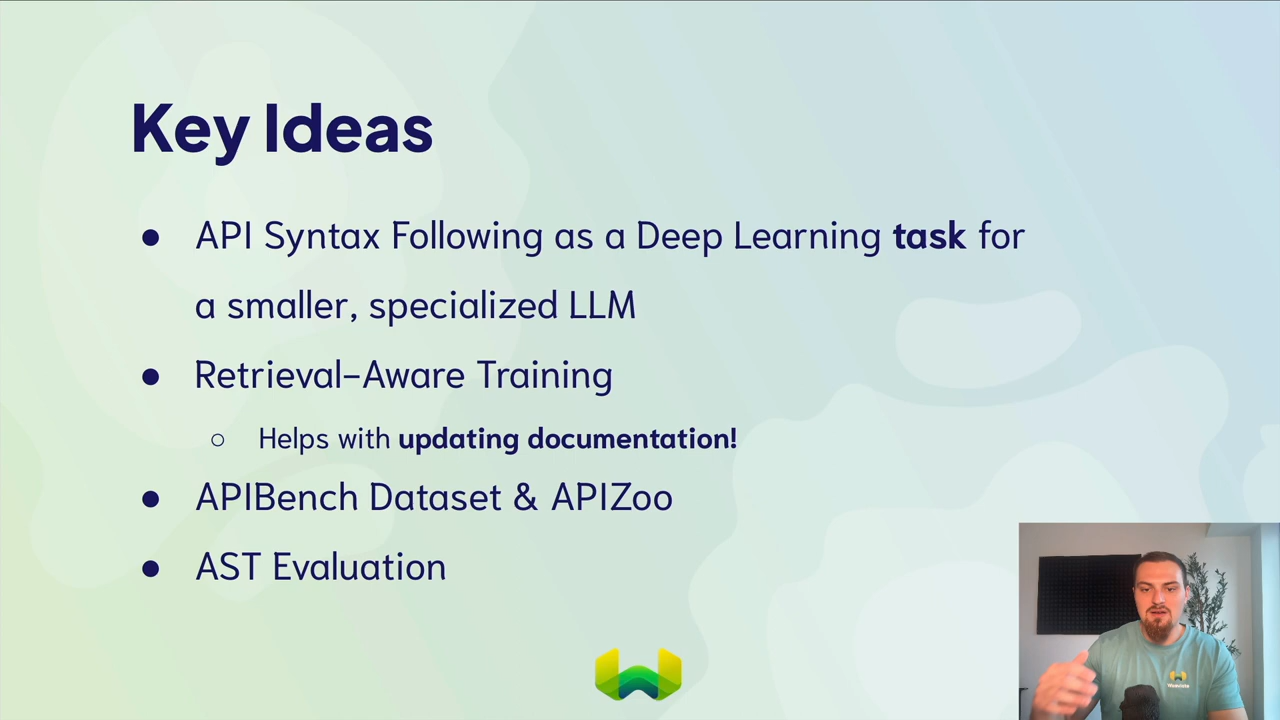 Key Ideas
● API Syntax Following as a Deep Learning task for
a smaller, specialized LLM
● Retrieval-Aware Training
○ Helps with updating documentation!
● APIBench Dataset & APIZoo
● AST Evaluation
Weaviate